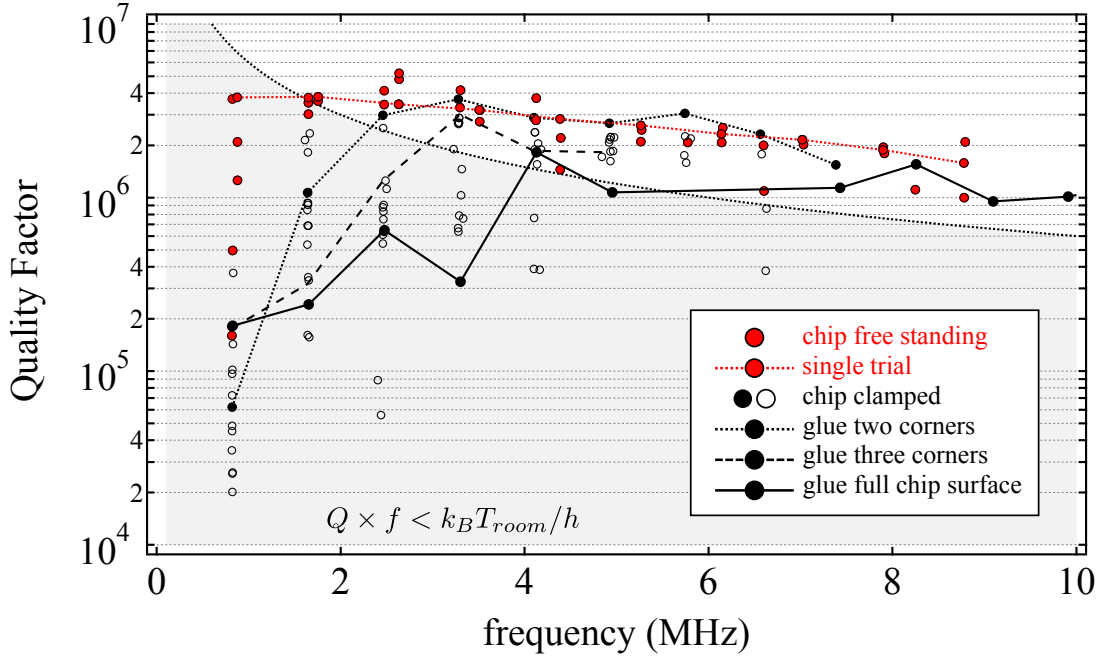 Quality Factor
10^7
4
2
10^6
4
2
10^5
4
2
10^4
chip free standing
single trial
chip clamped
glue two corners
glue three corners
glue full chip surface
Q × f < k_B T_{room}/h
0 2 4 6 8 10
frequency (MHz)